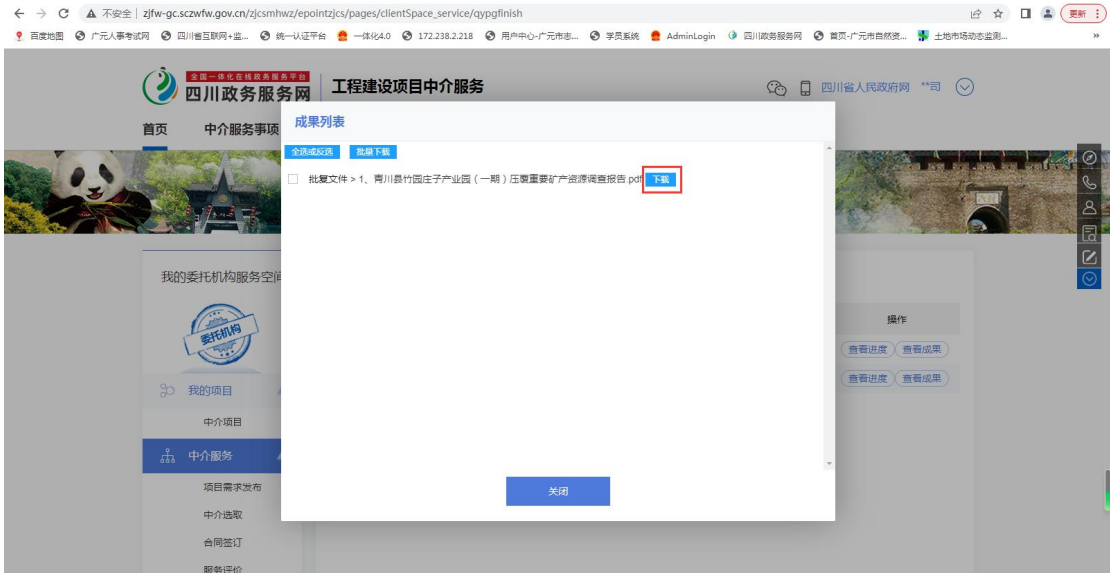 不安全 | zjfw-gc.sczwfw.gov.cn/zjcsmhwz/epointzjcs/pages/clientSpace_service/qypgfinish
更新
百度地图 广元人事考试网 四川省互联网+监... 统一认证平台 一体化4.0 172.238.2.218 用户中心-广元市志... 学员系统 AdminLogin 四川政务服务网 首页-广元市自然资... 土地市场动态监测... »
全国一体化在线政务服务平台
四川政务服务网 工程建设项目中介服务
四川省人民政府网 **司
首页 中介服务事项
成果列表
全选或反选 批量下载
批复文件 > 1、青川县竹园庄子产业园(一期)压覆重要矿产资源调查报告.pdf 下载
我的委托机构服务空间
委托机构
操作
查看进度 查看成果
查看进度 查看成果
我的项目
中介项目
中介服务
项目需求发布
中介选取
合同签订
服务评价
关闭